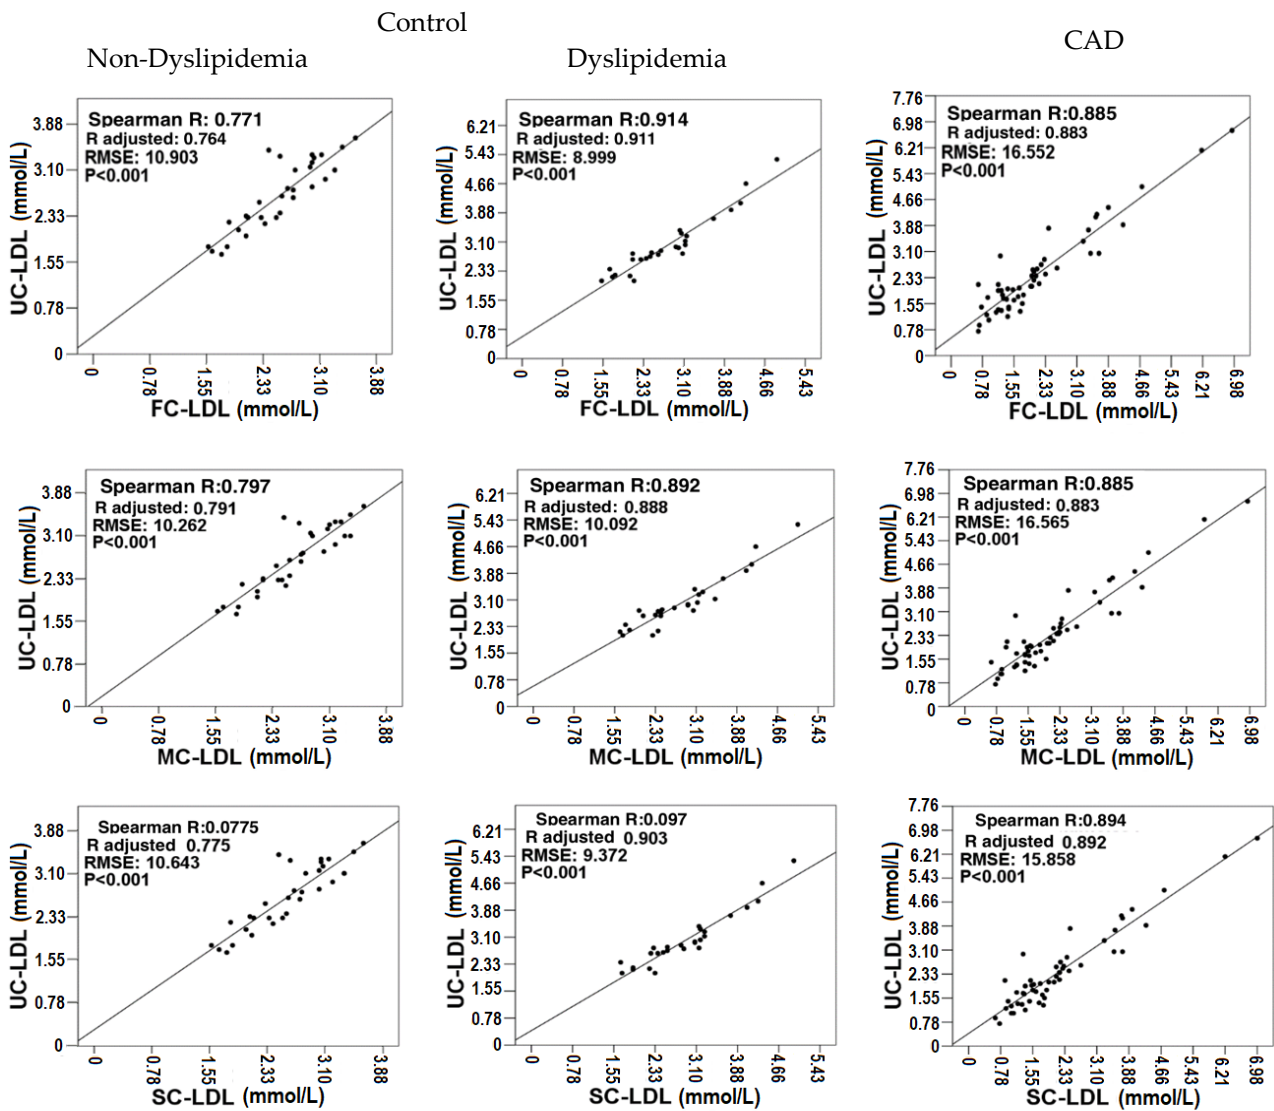 Control
Non-Dyslipidemia
Dyslipidemia
CAD
Spearman R: 0.771
R adjusted: 0.764
RMSE: 10.903
P<0.001
UC-LDL (mmol/L)
3.88
3.10
2.33
1.55
0.78
0
0 0.78 1.55 2.33 3.10 3.88
FC-LDL (mmol/L)
Spearman R:0.914
R adjusted: 0.911
RMSE: 8.999
P<0.001
UC-LDL (mmol/L)
6.21
5.43
4.66
3.88
3.10
2.33
1.55
0.78
0
0 0.78 1.55 2.33 3.10 3.88 4.66 5.43
FC-LDL (mmol/L)
Spearman R:0.885
R adjusted: 0.883
RMSE: 16.552
P<0.001
UC-LDL (mmol/L)
7.76
6.98
6.21
5.43
4.66
3.88
3.10
2.33
1.55
0.78
0
0 0.78 1.55 2.33 3.10 3.88 4.66 5.43 6.21 6.98
FC-LDL (mmol/L)
Spearman R:0.797
R adjusted: 0.791
RMSE: 10.262
P<0.001
UC-LDL (mmol/L)
3.88
3.10
2.33
1.55
0.78
0
0 0.78 1.55 2.33 3.10 3.88
MC-LDL (mmol/L)
Spearman R:0.892
R adjusted: 0.888
RMSE: 10.092
P<0.001
UC-LDL (mmol/L)
6.21
5.43
4.66
3.88
3.10
2.33
1.55
0.78
0
0 0.78 1.55 2.33 3.10 3.88 4.66 5.43
MC-LDL (mmol/L)
Spearman R:0.885
R adjusted: 0.883
RMSE: 16.565
P<0.001
UC-LDL (mmol/L)
7.76
6.98
6.21
5.43
4.66
3.88
3.10
2.33
1.55
0.78
0
0 0.78 1.55 2.33 3.10 3.88 4.66 5.43 6.21 6.98
MC-LDL (mmol/L)
Spearman R:0.0775
R adjusted 0.775
RMSE: 10.643
P<0.001
UC-LDL (mmol/L)
3.88
3.10
2.33
1.55
0.78
0
0 0.78 1.55 2.33 3.10 3.88
SC-LDL (mmol/L)
Spearman R:0.097
R adjusted 0.903
RMSE: 9.372
P<0.001
UC-LDL (mmol/L)
6.21
5.43
4.66
3.88
3.10
2.33
1.55
0.78
0
0 0.78 1.55 2.33 3.10 3.88 4.66 5.43
SC-LDL (mmol/L)
Spearman R:0.894
R adjusted 0.892
RMSE: 15.858
P<0.001
UC-LDL (mmol/L)
7.76
6.98
6.21
5.43
4.66
3.88
3.10
2.33
1.55
0.78
0
0 0.78 1.55 2.33 3.10 3.88 4.66 5.43 6.21 6.98
SC-LDL (mmol/L)